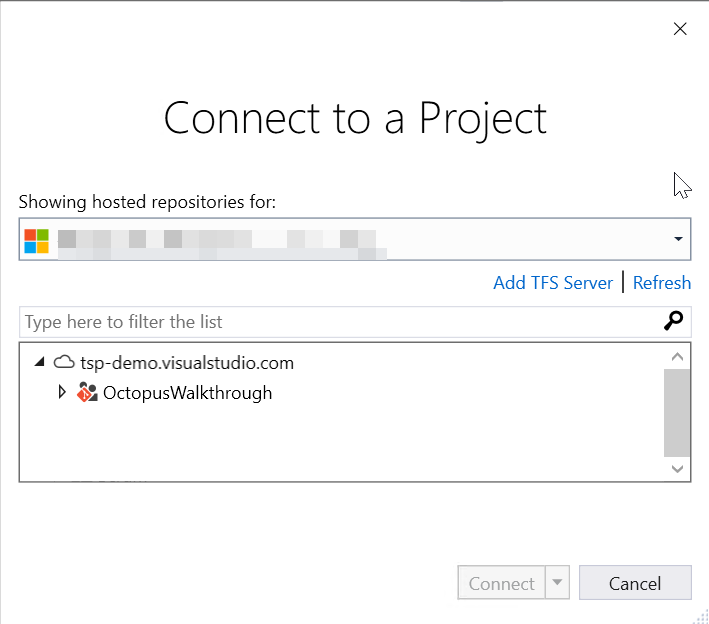 Connect to a Project
Showing hosted repositories for:
Add TFS Server | Refresh
Type here to filter the list
tsp-demo.visualstudio.com
OctopusWalkthrough
Connect
Cancel